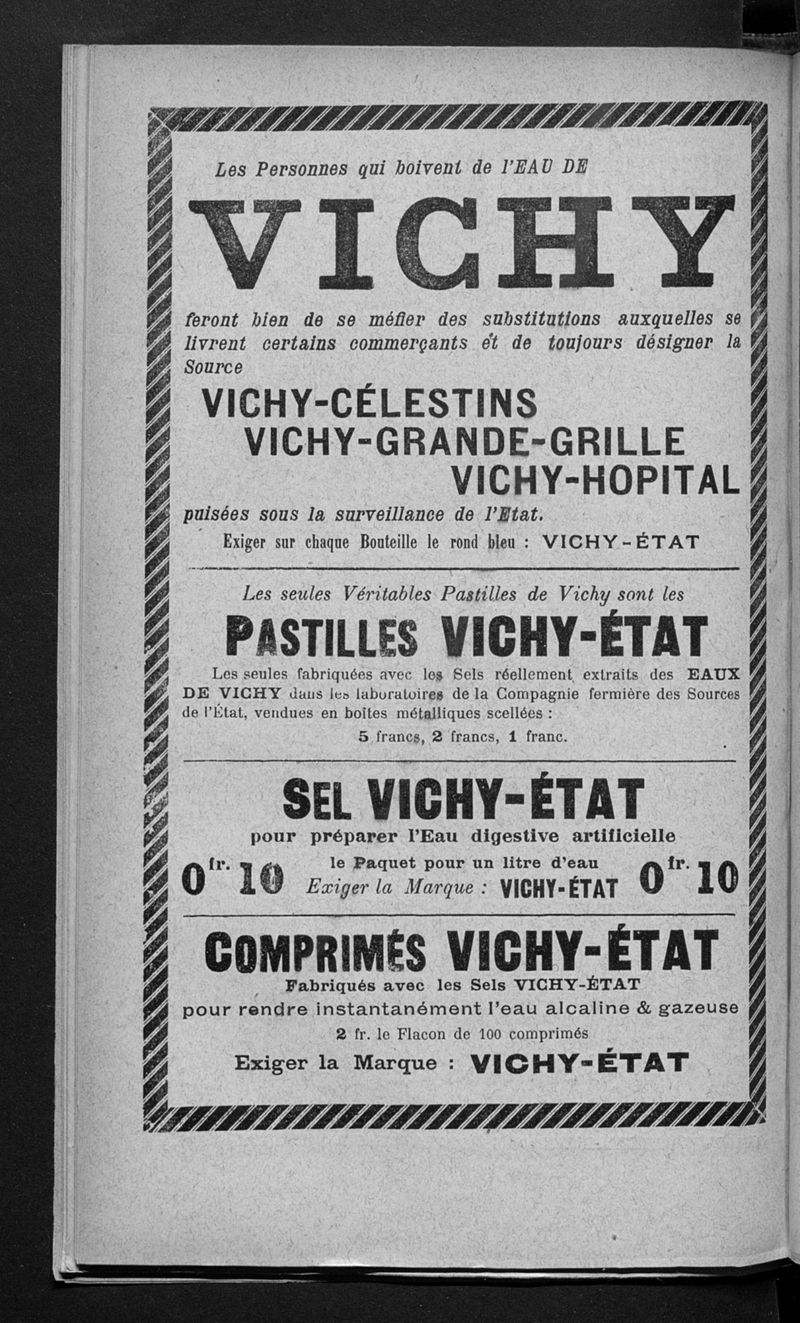 Les Personnes qui boivent de l'EAU DE
VICHY
feront bien de se méfier des substitutions auxquelles se
livrent certains commerçants et de toujours désigner la
Source
VICHY-CÉLESTINS
VICHY-GRANDE-GRILLE
VICHY-HOPITAL
puisées sous la surveillance de l'Etat.
Exiger sur chaque Bouteille le rond bleu : VICHY-ÉTAT
Les seules Véritables Pastilles de Vichy sont les
PASTILLES VICHY-ÉTAT
Les seules fabriquées avec les Sels réellement extraits des EAUX
DE VICHY dans les laboratoires de la Compagnie fermière des Sources
de l'État, vendues en boîtes métalliques scellées :
5 francs, 2 francs, 1 franc.
SEL VICHY-ÉTAT
pour préparer l'Eau digestive artificielle
0 fr. 10 le Paquet pour un litre d'eau 0 fr. 10
Exiger la Marque : VICHY-ÉTAT
COMPRIMÉS VICHY-ÉTAT
Fabriqués avec les Sels VICHY-ÉTAT
pour rendre instantanément l'eau alcaline & gazeuse
2 fr. le Flacon de 100 comprimés
Exiger la Marque : VICHY-ÉTAT